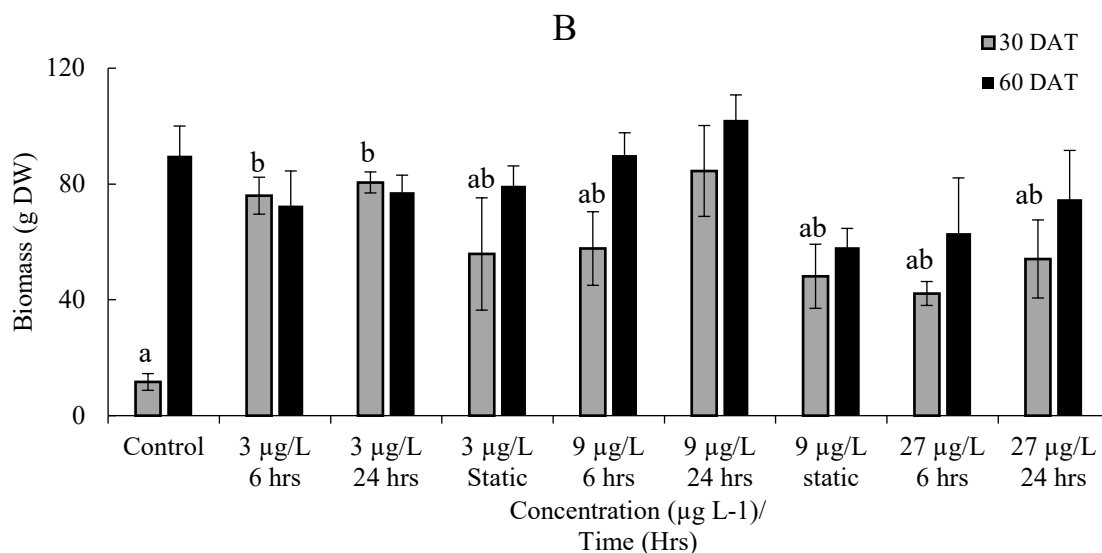 B
30 DAT
60 DAT
Biomass (g DW)
120
80
40
0
a
b
b
ab
ab
ab
ab
ab
Control
3 µg/L
6 hrs
3 µg/L
24 hrs
3 µg/L
Static
9 µg/L
6 hrs
9 µg/L
24 hrs
9 µg/L
static
27 µg/L
6 hrs
27 µg/L
24 hrs
Concentration (µg L-1)/
Time (Hrs)